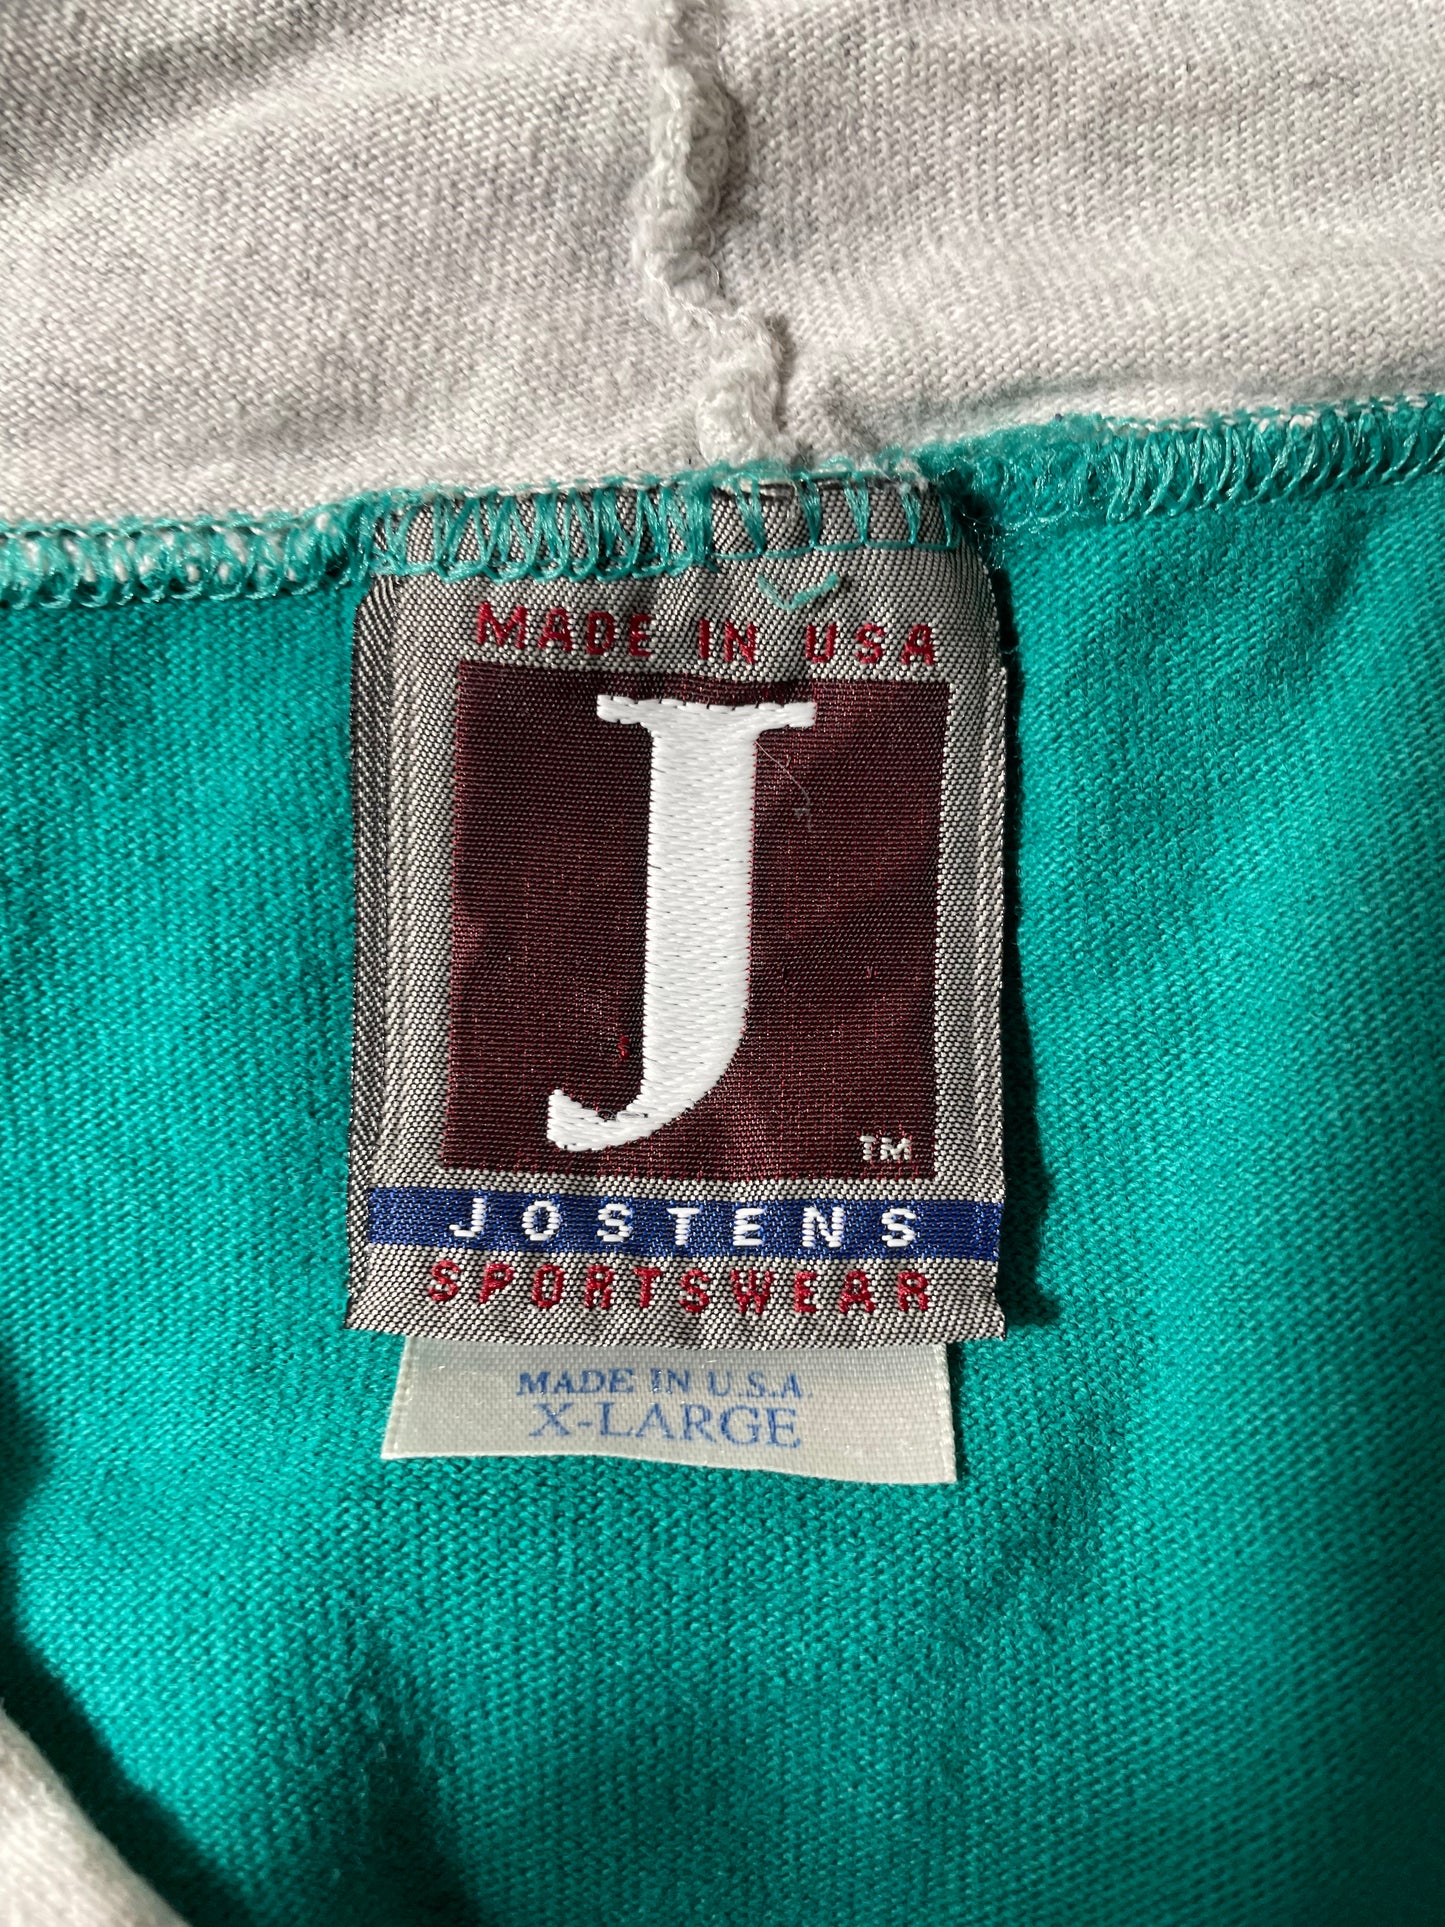 MADE IN USA
J
TM
JOSTENS
SPORTSWEAR
MADE IN U.S.A.
X-LARGE